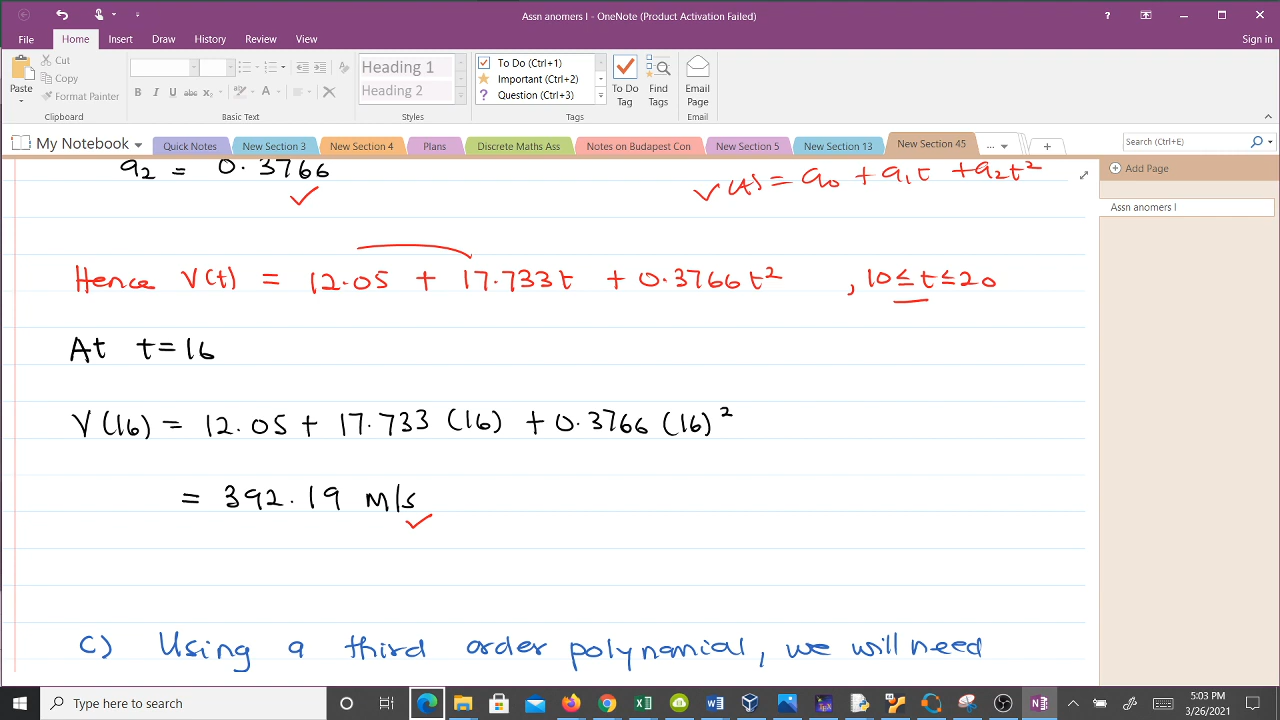 Assn anomers I - OneNote (Product Activation Failed)
File Home Insert Draw History Review View Sign in
Paste
Cut
Copy
Format Painter
Clipboard
B I U abc x₂ A
Basic Text
Heading 1
Heading 2
Styles
To Do (Ctrl+1)
Important (Ctrl+2)
Question (Ctrl+3)
To Do Tag
Find Tags
Tags
Email Page
Email
My Notebook Quick Notes New Section 3 New Section 4 Plans Discrete Maths Ass Notes on Budapest Con New Section 5 New Section 13 New Section 45 ... Search (Ctrl+E)
Add Page
Assn anomers I
a₂ = 0.3766
V(t) = a₀ + a₁t + a₂t²
Hence V(t) = 12.05 + 17.733t + 0.3766t² , 10≤t≤20
At t=16
V(16) = 12.05 + 17.733 (16) + 0.3766 (16)²
= 392.19 m/s
c) Using a third order polynamial, we will need
Type here to search
5:03 PM
3/26/2021